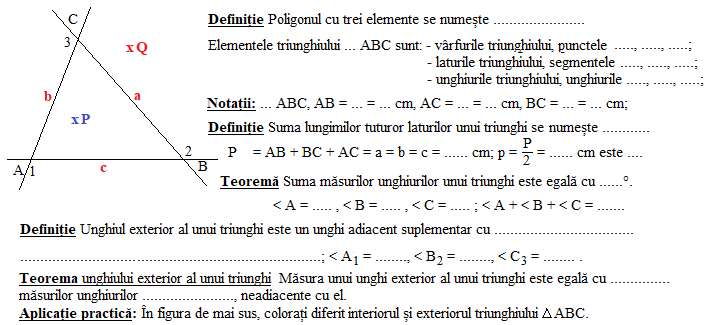 C
3
xQ
b
a
xP
2
A
1
c
B
Definiție Poligonul cu trei elemente se numește .......................
Elementele triunghiului ... ABC sunt: - vârfurile triunghiului, punctele ....., ....., .....;
- laturile triunghiului, segmentele ....., ....., .....;
- unghiurile triunghiului, unghiurile ....., ....., .....;
Notații: ... ABC, AB = ... = ... cm, AC = ... = ... cm, BC = ... = ... cm;
Definiție Suma lungimilor tuturor laturilor unui triunghi se numește ............
P = AB + BC + AC = a = b = c = ...... cm; p = P/2 = ...... cm este ....
Teoremă Suma măsurilor unghiurilor unui triunghi este egală cu ......°.
< A = ..... , < B = ..... , < C = ..... ; < A + < B + < C = .......
Definiție Unghiul exterior al unui triunghi este un unghi adiacent suplementar cu ...................................
............................................................................; < A₁ = ........, < B₂ = ........, < C₃ = ........ .
Teorema unghiului exterior al unui triunghi Măsura unui unghi exterior al unui triunghi este egală cu ...............
măsurilor unghiurilor ......................., neadiacente cu el.
Aplicație practică: În figura de mai sus, colorați diferit interiorul și exteriorul triunghiului Δ ABC.